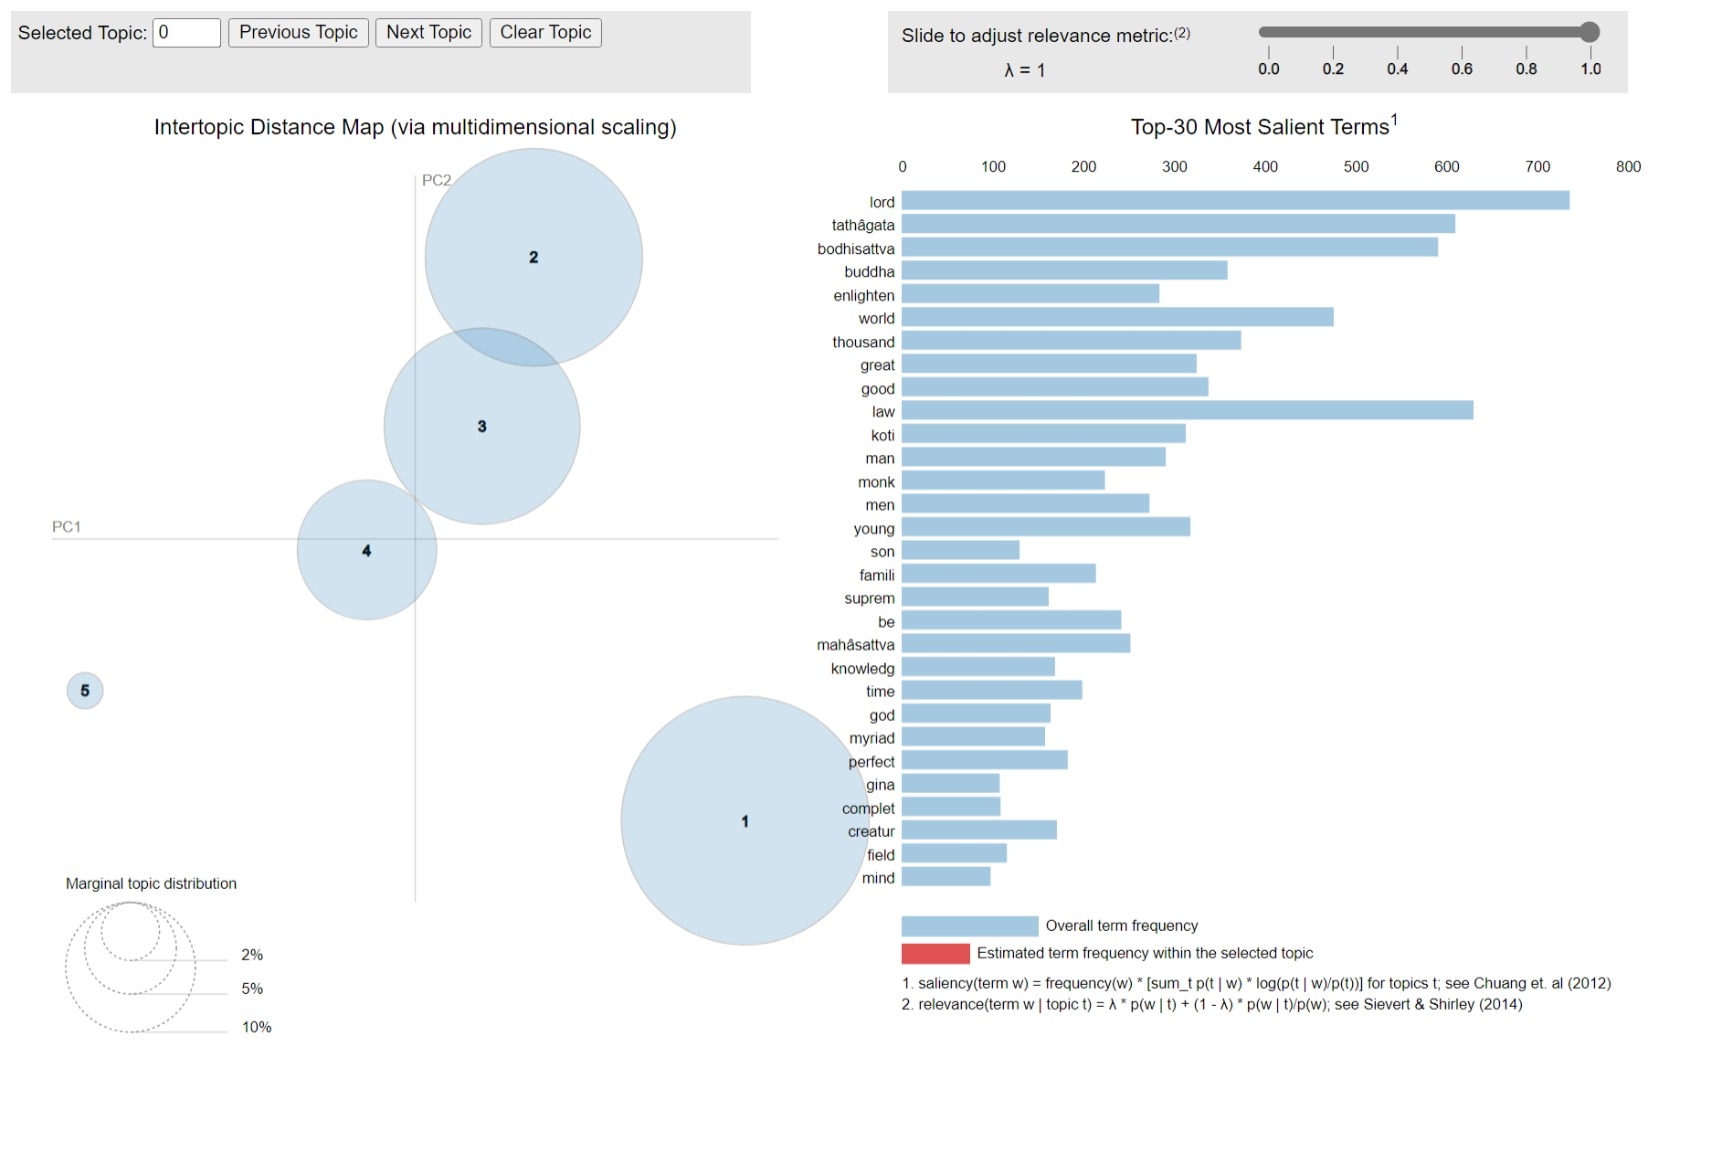 Selected Topic: 0 Previous Topic Next Topic Clear Topic
Slide to adjust relevance metric:(2)
λ = 1
0.0 0.2 0.4 0.6 0.8 1.0
Intertopic Distance Map (via multidimensional scaling)
PC2
PC1
2
3
4
5
1
Marginal topic distribution
2%
5%
10%
Top-30 Most Salient Terms1
0 100 200 300 400 500 600 700 800
lord
tathâgata
bodhisattva
buddha
enlighten
world
thousand
great
good
law
koti
man
monk
men
young
son
famili
suprem
be
mahâsattva
knowledg
time
god
myriad
perfect
gina
complet
creatur
field
mind
Overall term frequency
Estimated term frequency within the selected topic
1. saliency(term w) = frequency(w) * [sum_t p(t | w) * log(p(t | w)/p(t))] for topics t; see Chuang et. al (2012)
2. relevance(term w | topic t) = λ * p(w | t) + (1 - λ) * p(w | t)/p(w); see Sievert & Shirley (2014)